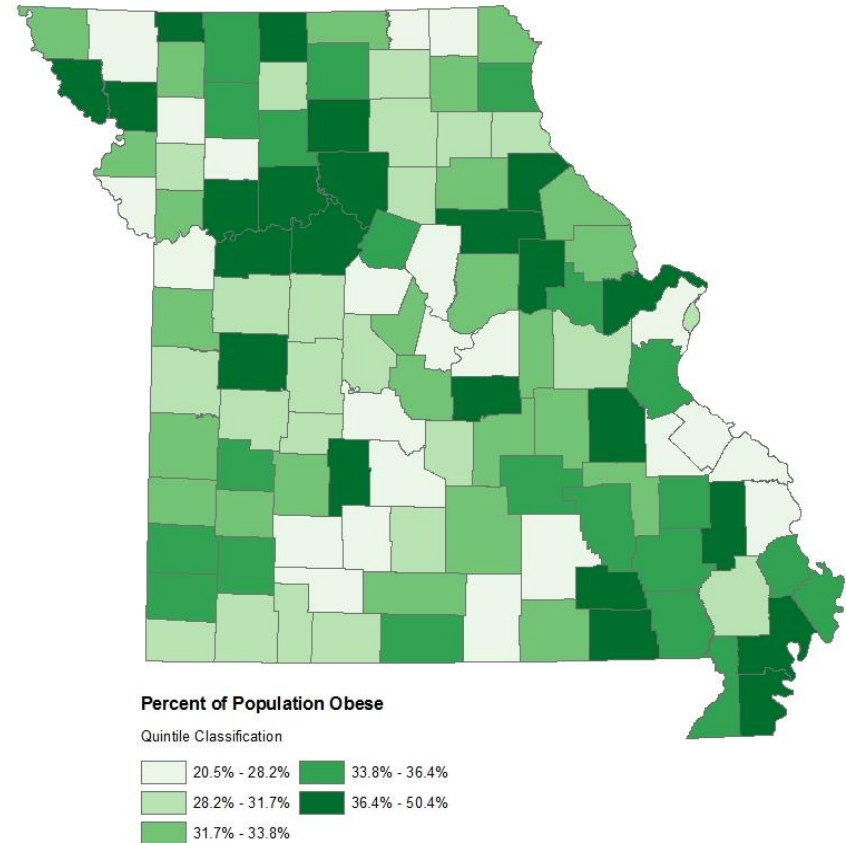 Percent of Population Obese
Quintile Classification
20.5% - 28.2%
28.2% - 31.7%
31.7% - 33.8%
33.8% - 36.4%
36.4% - 50.4%